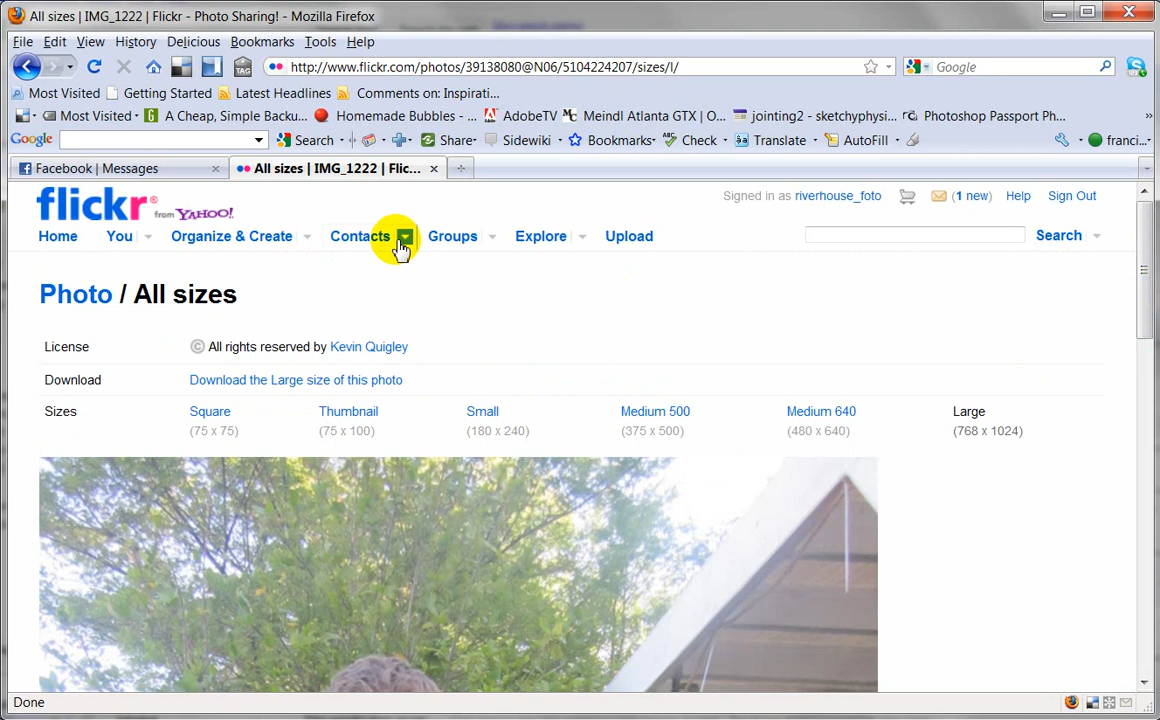 All sizes | IMG_1222 | Flickr - Photo Sharing! - Mozilla Firefox
File Edit View History Delicious Bookmarks Tools Help
TAG http://www.flickr.com/photos/39138080@N06/5104224207/sizes/l/ Google
Most Visited Getting Started Latest Headlines Comments on: Inspirati...
Most Visited A Cheap, Simple Backu... Homemade Bubbles - ... AdobeTV Meindl Atlanta GTX | O... jointing2 - sketchyphysi... Photoshop Passport Ph... »
Google Search Share Sidewiki Bookmarks Check Translate AutoFill franci...
Facebook | Messages All sizes | IMG_1222 | Flic...
flickr from YAHOO! Signed in as riverhouse_foto (1 new) Help Sign Out
Home You Organize & Create Contacts Groups Explore Upload Search
Photo / All sizes
License © All rights reserved by Kevin Quigley
Download Download the Large size of this photo
Sizes Square Thumbnail Small Medium 500 Medium 640 Large
(75 x 75) (75 x 100) (180 x 240) (375 x 500) (480 x 640) (768 x 1024)
Done